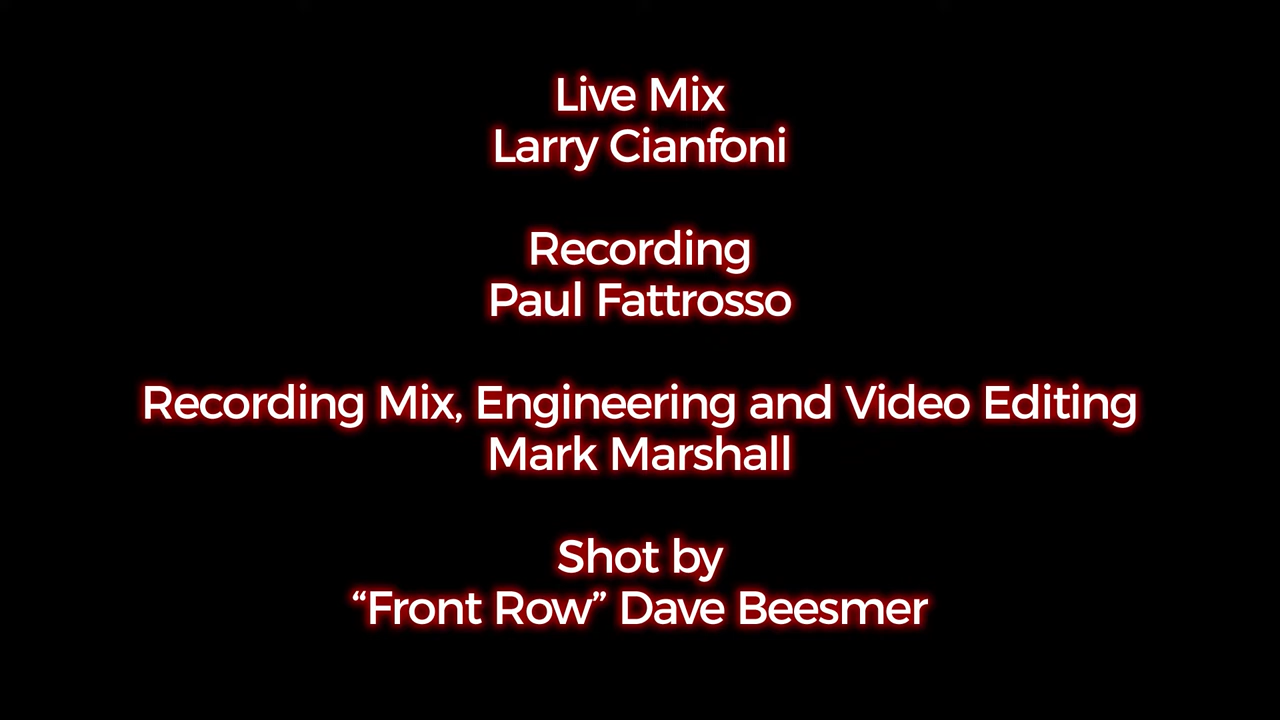 Live Mix
Larry Cianfoni
Recording
Paul Fattrosso
Recording Mix, Engineering and Video Editing
Mark Marshall
Shot by
“Front Row” Dave Beesmer